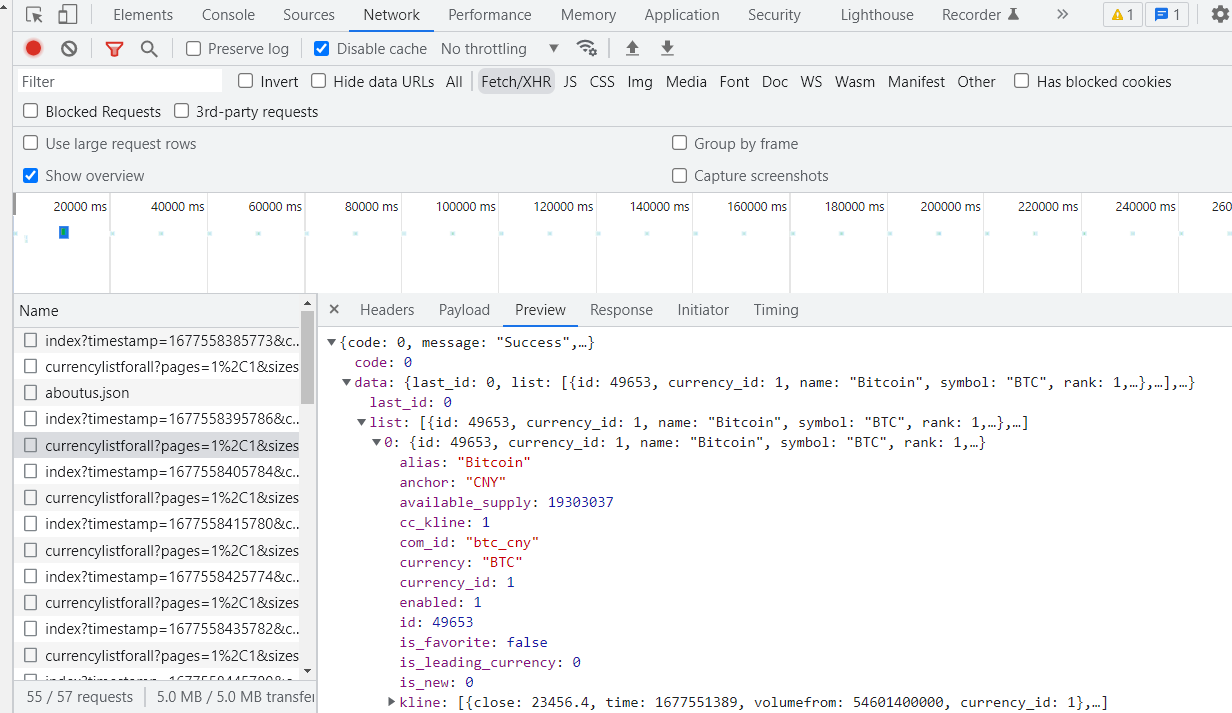 Elements Console Sources Network Performance Memory Application Security Lighthouse Recorder 1 1
Preserve log Disable cache No throttling
Filter Invert Hide data URLs All Fetch/XHR JS CSS Img Media Font Doc WS Wasm Manifest Other Has blocked cookies
Blocked Requests 3rd-party requests
Use large request rows Group by frame
Show overview Capture screenshots
20000 ms 40000 ms 60000 ms 80000 ms 100000 ms 120000 ms 140000 ms 160000 ms 180000 ms 200000 ms 220000 ms 240000 ms 260
Name
index?timestamp=1677558385773&c..
currencylistforall?pages=1%2C1&sizes
aboutus.json
index?timestamp=1677558395786&c..
currencylistforall?pages=1%2C1&sizes
index?timestamp=1677558405784&c..
currencylistforall?pages=1%2C1&sizes
index?timestamp=1677558415780&c..
currencylistforall?pages=1%2C1&sizes
index?timestamp=1677558425774&c..
currencylistforall?pages=1%2C1&sizes
index?timestamp=1677558435782&c..
currencylistforall?pages=1%2C1&sizes
55 / 57 requests 5.0 MB / 5.0 MB transfer
Headers Payload Preview Response Initiator Timing
{code: 0, message: "Success",…}
code: 0
data: {last_id: 0, list: [{id: 49653, currency_id: 1, name: "Bitcoin", symbol: "BTC", rank: 1,…},…],…}
last_id: 0
list: [{id: 49653, currency_id: 1, name: "Bitcoin", symbol: "BTC", rank: 1,…},…]
0: {id: 49653, currency_id: 1, name: "Bitcoin", symbol: "BTC", rank: 1,…}
alias: "Bitcoin"
anchor: "CNY"
available_supply: 19303037
cc_kline: 1
com_id: "btc_cny"
currency: "BTC"
currency_id: 1
enabled: 1
id: 49653
is_favorite: false
is_leading_currency: 0
is_new: 0
kline: [{close: 23456.4, time: 1677551389, volumefrom: 54601400000, currency_id: 1},…]